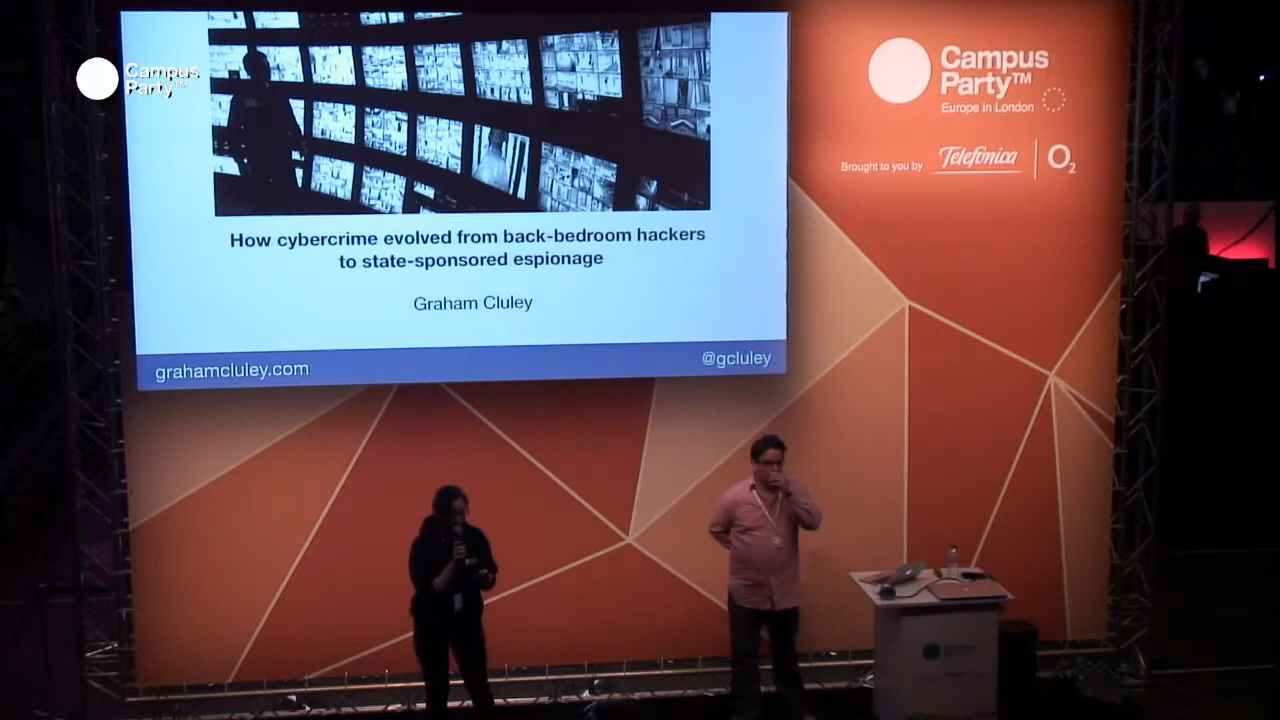 Campus
Party™
How cybercrime evolved from back-bedroom hackers
to state-sponsored espionage
Graham Cluley
grahamcluley.com
@gcluley
Campus
Party™
Europe in London
Brought to you by
Telefónica
O2